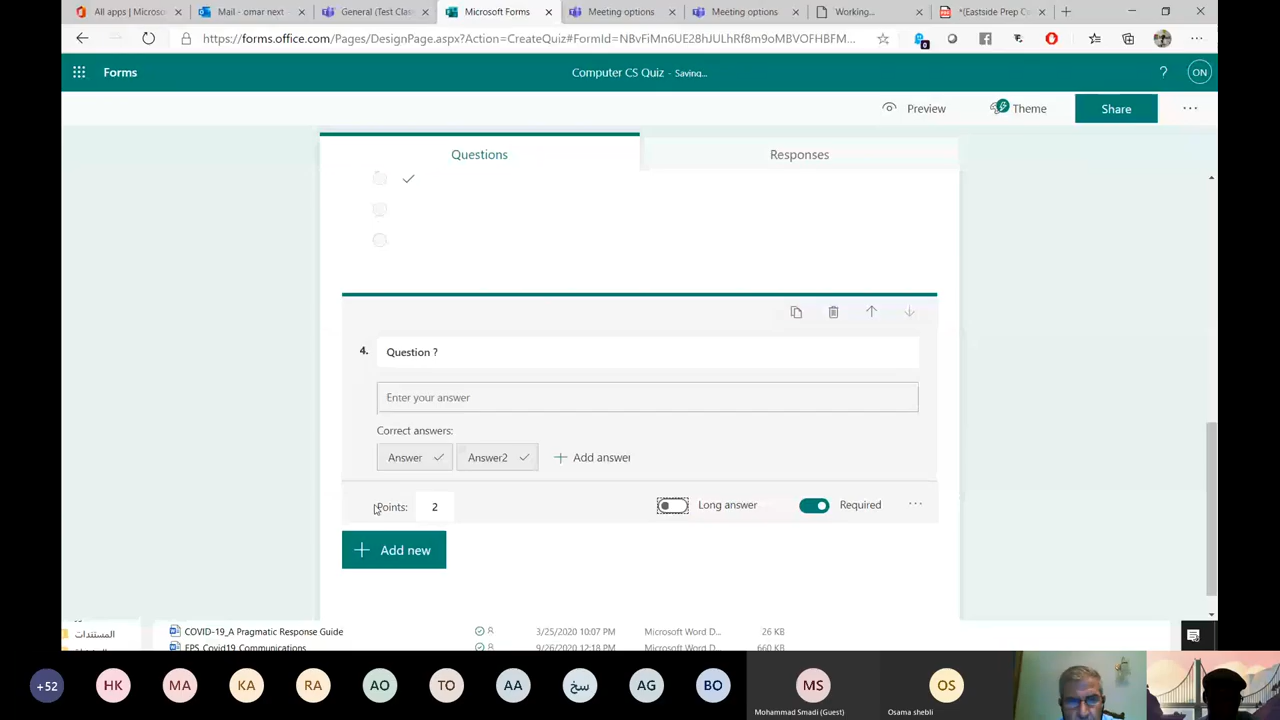 All apps | Microso
Mail - omar next
General (Test Clas
Microsoft Forms
Meeting options
Meeting options
Working...
*(Eastside Prep C
https://forms.office.com/Pages/DesignPage.aspx?Action=CreateQuiz#FormId=NBvFiMn6UE28hJULhRf8m9oMBVOFHBFM...
Forms
Computer CS Quiz - Saving...
?
ON
Preview
Theme
Share
Questions
Responses
4.
Question ?
Enter your answer
Correct answers:
Answer
Answer2
Add answer
Points:
2
Long answer
Required
Add new
المستندات
COVID-19_A Pragmatic Response Guide
3/25/2020 10:07 PM
Microsoft Word D...
26 KB
EPS_Covid19_Communications
9/26/2020 12:18 PM
Microsoft Word D...
660 KB
+52
HK
MA
KA
RA
AO
TO
AA
سخ
AG
BO
MS
Mohammad Smadi (Guest)
OS
Osama shebli